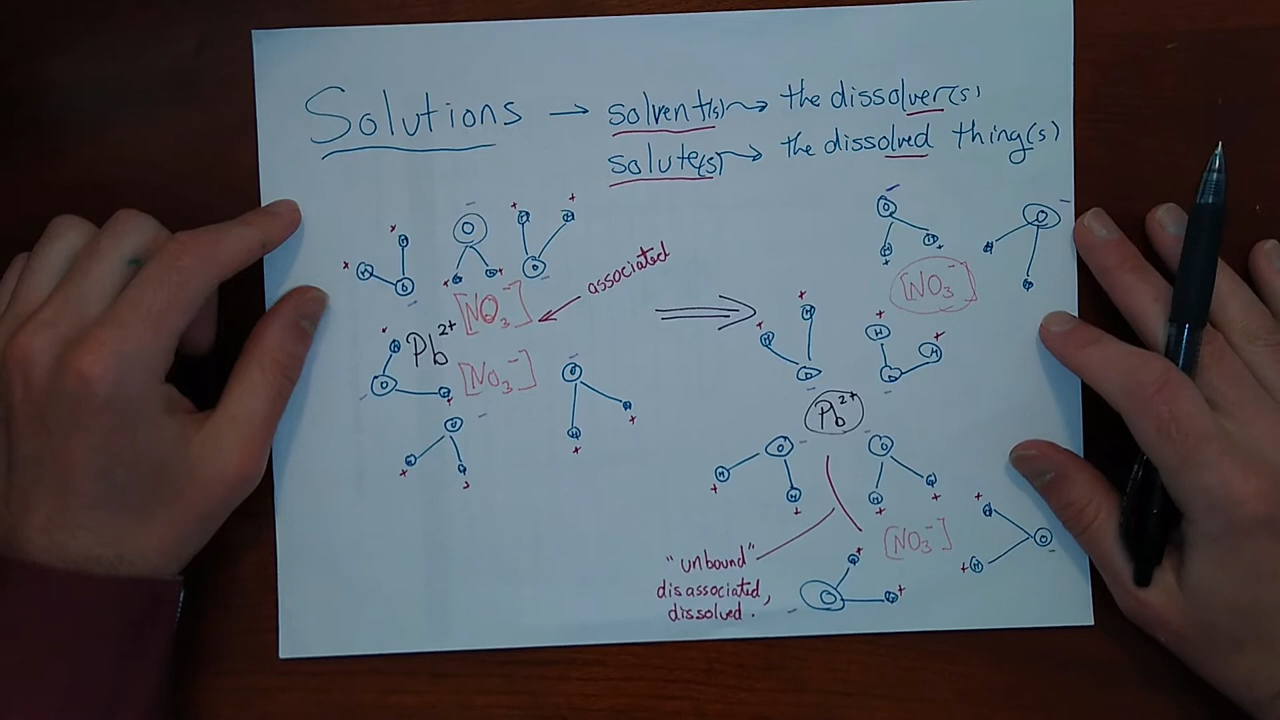 Solutions → solvent(s) → the dissolver(s)
solute(s) → the dissolved thing(s)
associated
[NO₃⁻]
Pb²⁺
[NO₃⁻]
[NO₃⁻]
Pb²⁺
[NO₃⁻]
"unbound"
disassociated,
dissolved.